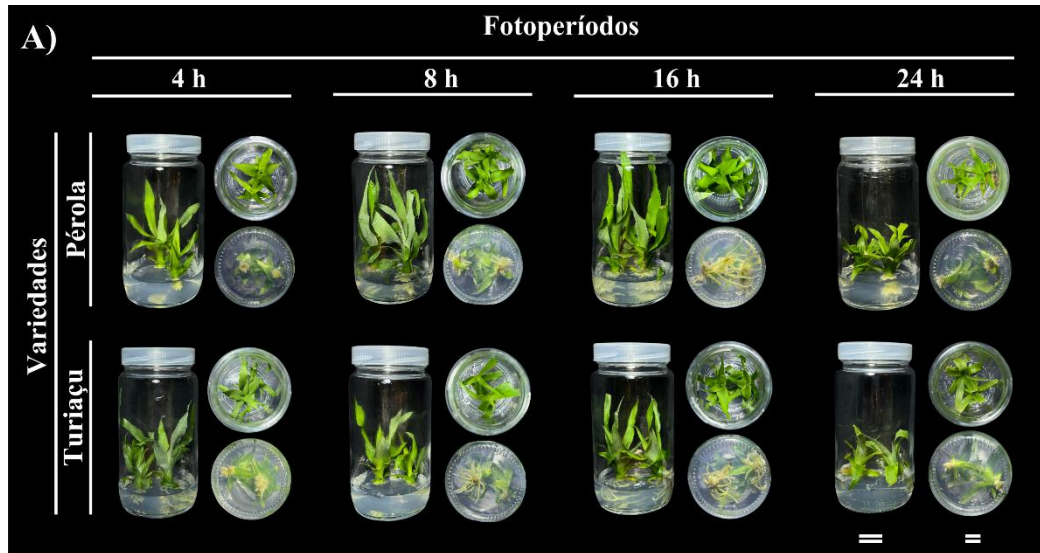 A)
Fotoperíodos
4 h
8 h
16 h
24 h
Variedades
Pérola
Turiaçu